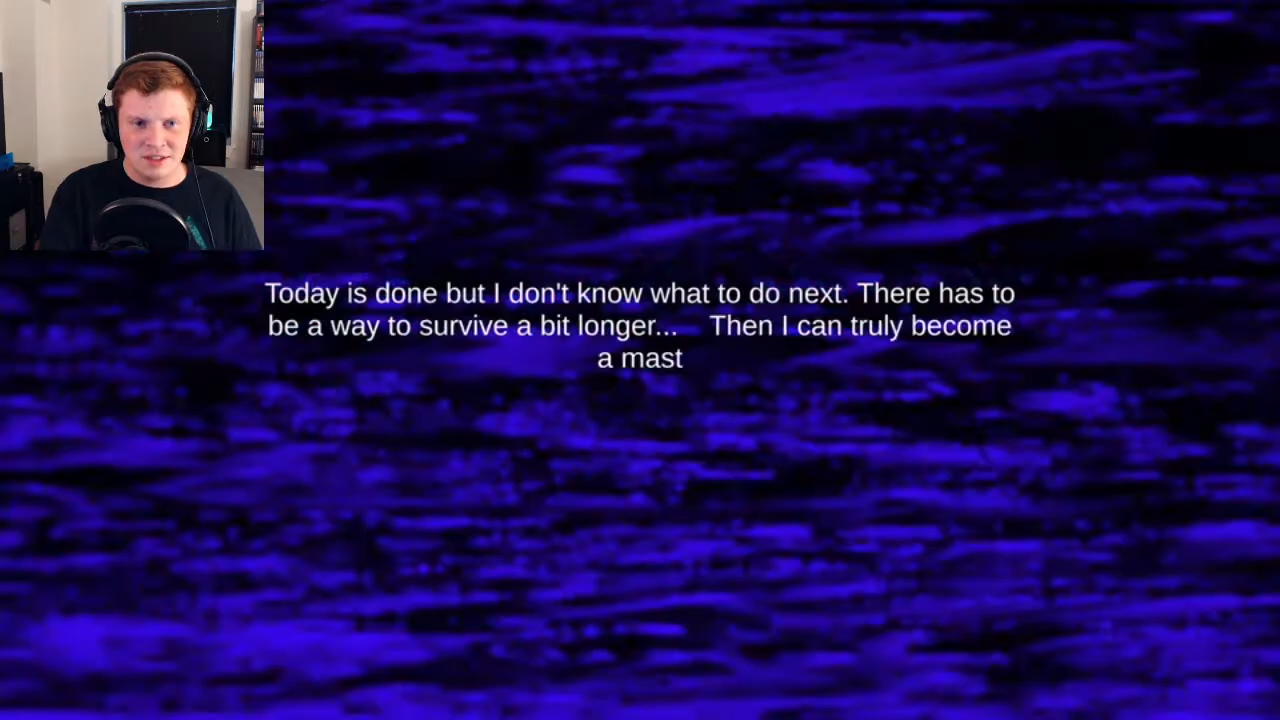 Today is done but I don't know what to do next. There has to
be a way to survive a bit longer... Then I can truly become
a mast